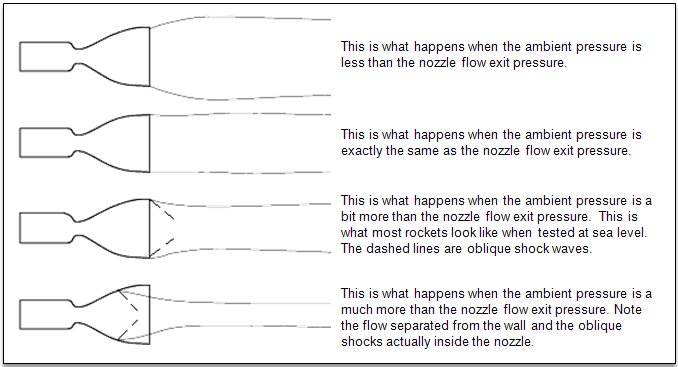 This is what happens when the ambient pressure is
less than the nozzle flow exit pressure.
This is what happens when the ambient pressure is
exactly the same as the nozzle flow exit pressure.
This is what happens when the ambient pressure is a
bit more than the nozzle flow exit pressure. This is
what most rockets look like when tested at sea level.
The dashed lines are oblique shock waves.
This is what happens when the ambient pressure is a
much more than the nozzle flow exit pressure. Note
the flow separated from the wall and the oblique
shocks actually inside the nozzle.